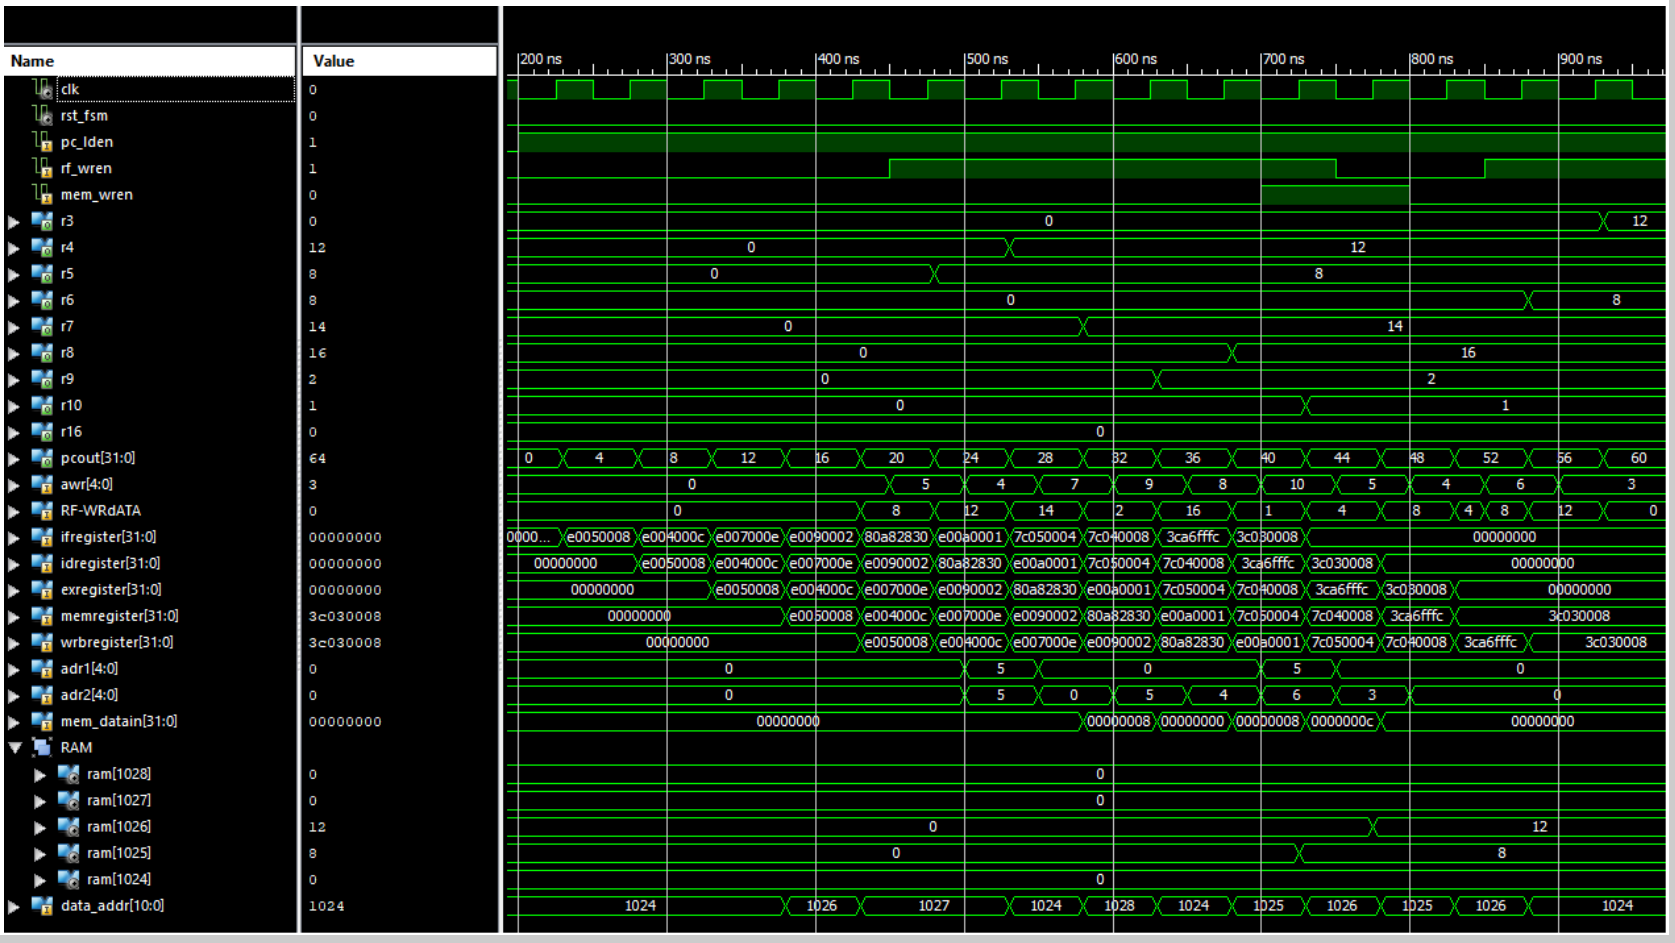 Name Value 200 ns 300 ns 400 ns 500 ns 600 ns 700 ns 800 ns 900 ns
clk 0
rst_fsm 0
pc_lden 1
rf_wren 1
mem_wren 0
r3 0 0 12
r4 12 0 12
r5 8 0 8
r6 8 0 8
r7 14 0 14
r8 16 0 16
r9 2 0 2
r10 1 0 1
r16 0 0
pcout[31:0] 64 0 4 8 12 16 20 24 28 32 36 40 44 48 52 56 60
awr[4:0] 3 0 5 4 7 9 8 10 5 4 6 3
RF-WRdATA 0 0 8 12 14 2 16 1 4 8 4 8 12 0
ifregister[31:0] 00000000 0000... e0050008 e004000c e007000e e0090002 80a82830 e00a0001 7c050004 7c040008 3ca6fffc 3c030008 00000000
idregister[31:0] 00000000 00000000 e0050008 e004000c e007000e e0090002 80a82830 e00a0001 7c050004 7c040008 3ca6fffc 3c030008 00000000
exregister[31:0] 00000000 00000000 e0050008 e004000c e007000e e0090002 80a82830 e00a0001 7c050004 7c040008 3ca6fffc 3c030008 00000000
memregister[31:0] 3c030008 00000000 e0050008 e004000c e007000e e0090002 80a82830 e00a0001 7c050004 7c040008 3ca6fffc 3c030008
wrbregister[31:0] 3c030008 00000000 e0050008 e004000c e007000e e0090002 80a82830 e00a0001 7c050004 7c040008 3ca6fffc 3c030008
adr1[4:0] 0 0 5 0 5 0
adr2[4:0] 0 0 5 0 5 4 6 3 0
mem_datain[31:0] 00000000 00000000 00000008 00000000 00000008 0000000c 00000000
RAM
ram[1028] 0 0
ram[1027] 0 0
ram[1026] 12 0 12
ram[1025] 8 0 8
ram[1024] 0 0
data_addr[10:0] 1024 1024 1026 1027 1024 1028 1024 1025 1026 1025 1026 1024